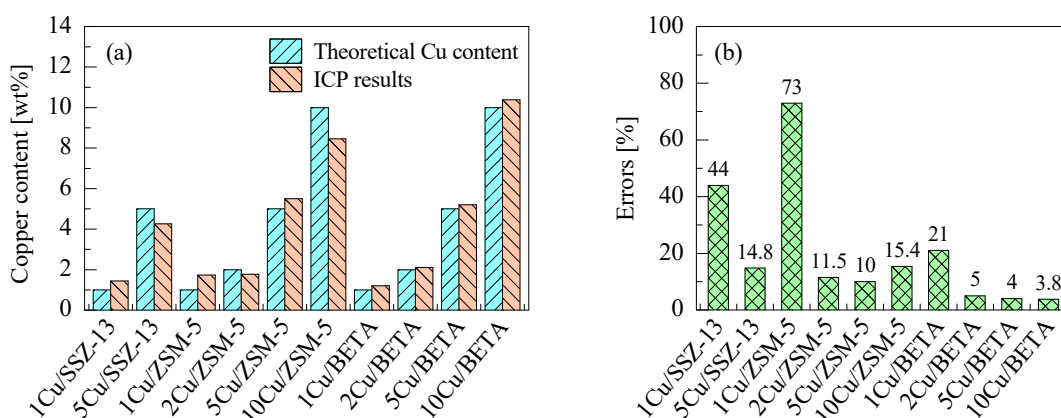 (a)
Theoretical Cu content
ICP results
Copper content [wt%]
14
12
10
8
6
4
2
0
1Cu/SSZ-13
5Cu/SSZ-13
1Cu/ZSM-5
2Cu/ZSM-5
5Cu/ZSM-5
10Cu/ZSM-5
1Cu/BETA
2Cu/BETA
5Cu/BETA
10Cu/BETA
(b)
Errors [%]
100
80
60
40
20
0
44
14.8
73
11.5
10
15.4
21
5
4
3.8
1Cu/SSZ-13
5Cu/SSZ-13
1Cu/ZSM-5
2Cu/ZSM-5
5Cu/ZSM-5
10Cu/ZSM-5
1Cu/BETA
2Cu/BETA
5Cu/BETA
10Cu/BETA